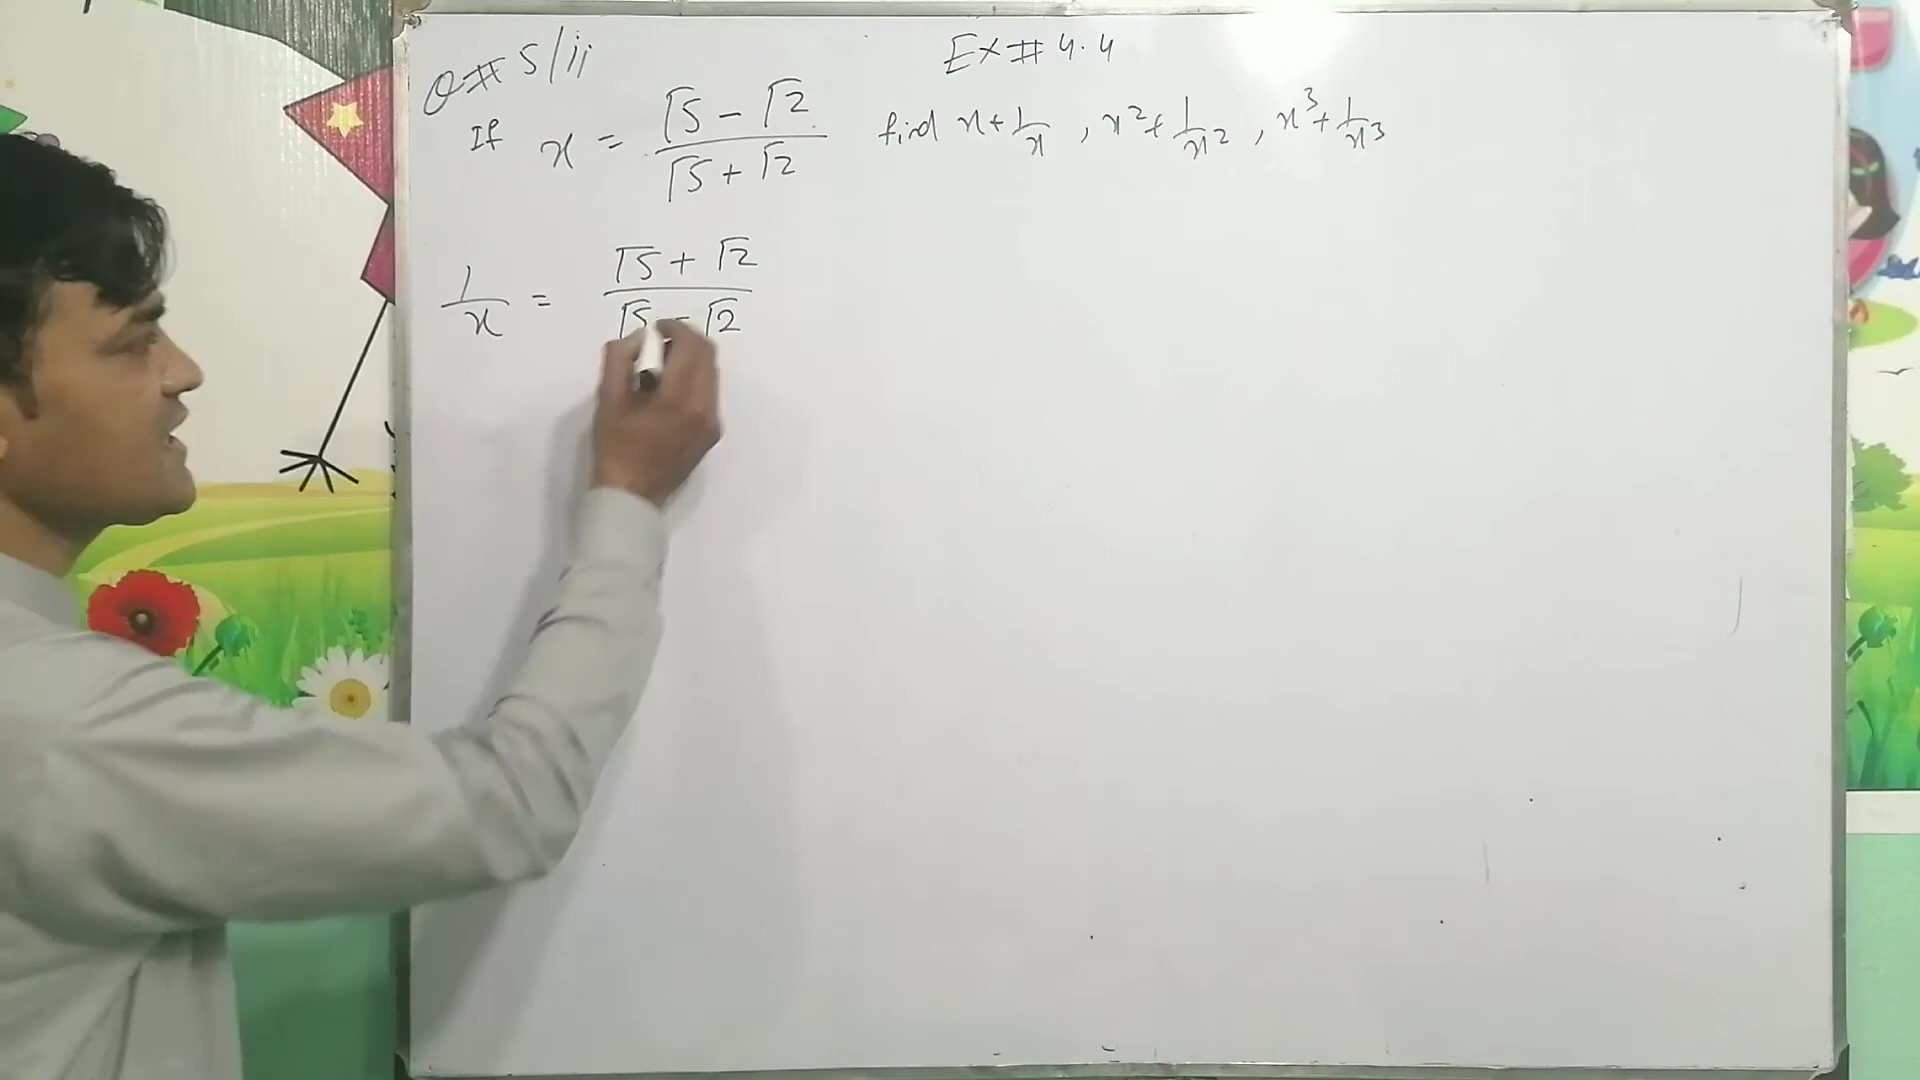 Q# 5/ii
Ex# 4.4
If x = (√5 - √2)/(√5 + √2) find x + 1/x , x² + 1/x² , x³ + 1/x³
1/x = (√5 + √2)/(√5 - √2)